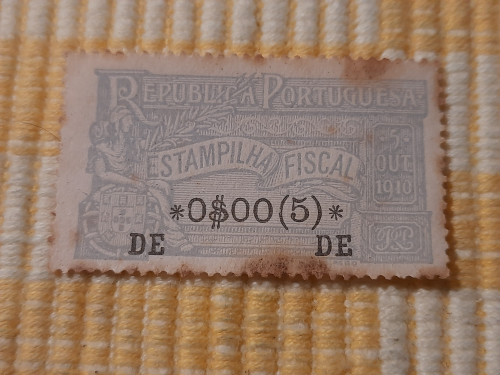 REPUBLICA PORTUGUESA
5
OUT.
1910
ESTAMPILHA FISCAL
*0$00(5)*
DE DE